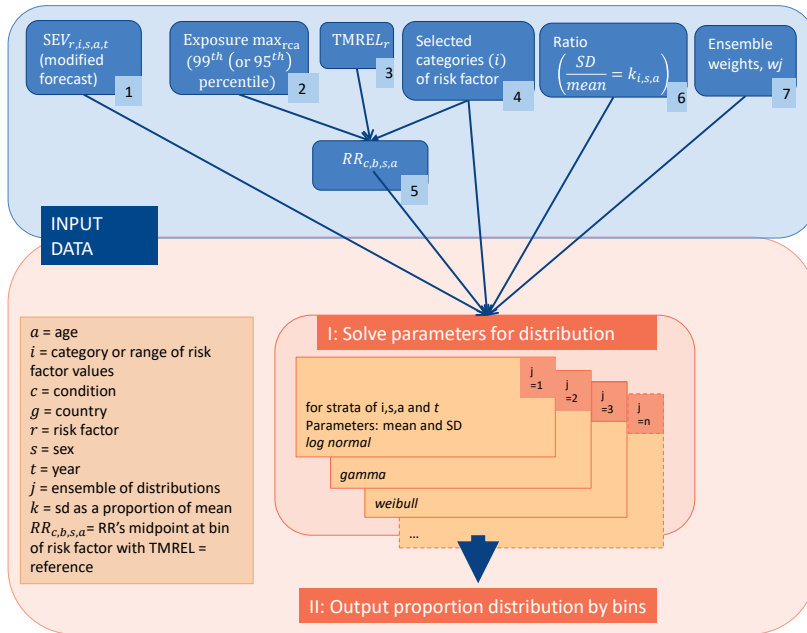 SEV_{r,i,s,a,t}
(modified
forecast)
1
Exposure max_{rca}
(99^{th} (or 95^{th})
percentile)
2
TMREL_r
3
Selected
categories (i)
of risk factor
4
Ratio
(SD/mean = k_{i,s,a})
6
Ensemble
weights, wj
7
RR_{c,b,s,a}
5
INPUT
DATA
a = age
i = category or range of risk
factor values
c = condition
g = country
r = risk factor
s = sex
t = year
j = ensemble of distributions
k = sd as a proportion of mean
RR_{c,b,s,a}= RR's midpoint at bin
of risk factor with TMREL =
reference
I: Solve parameters for distribution
j
=1
j
=2
j
=3
j
=n
for strata of i,s,a and t
Parameters: mean and SD
log normal
gamma
weibull
...
II: Output proportion distribution by bins